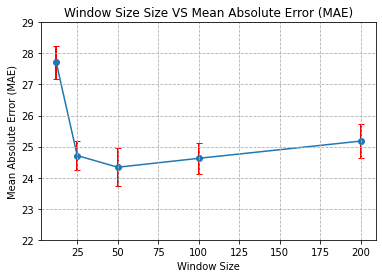 Window Size Size VS Mean Absolute Error (MAE)
29
28
27
26
25
24
23
22
Mean Absolute Error (MAE)
25 50 75 100 125 150 175 200
Window Size